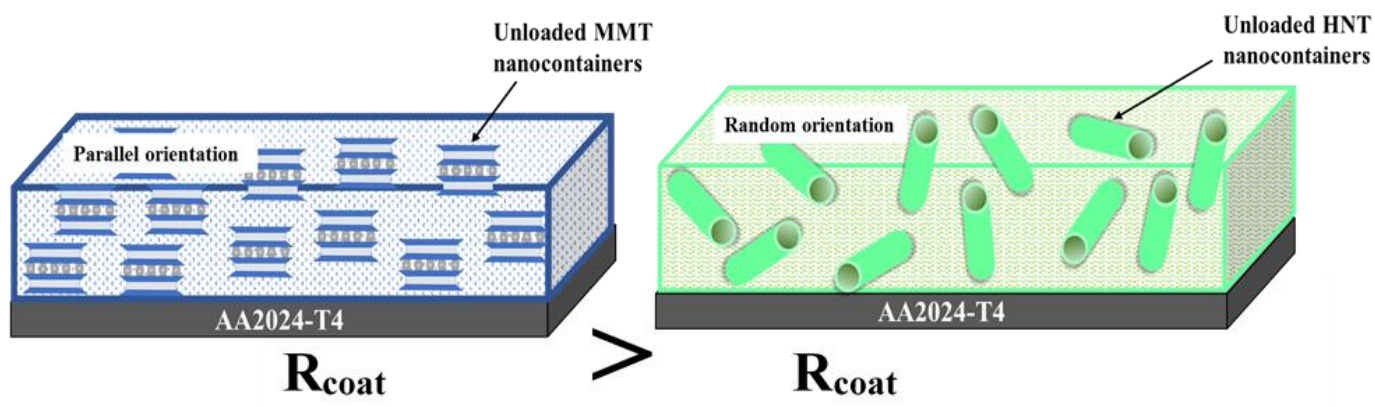 Unloaded MMT
nanocontainers
Parallel orientation
AA2024-T4
Unloaded HNT
nanocontainers
Random orientation
AA2024-T4
Rcoat > Rcoat